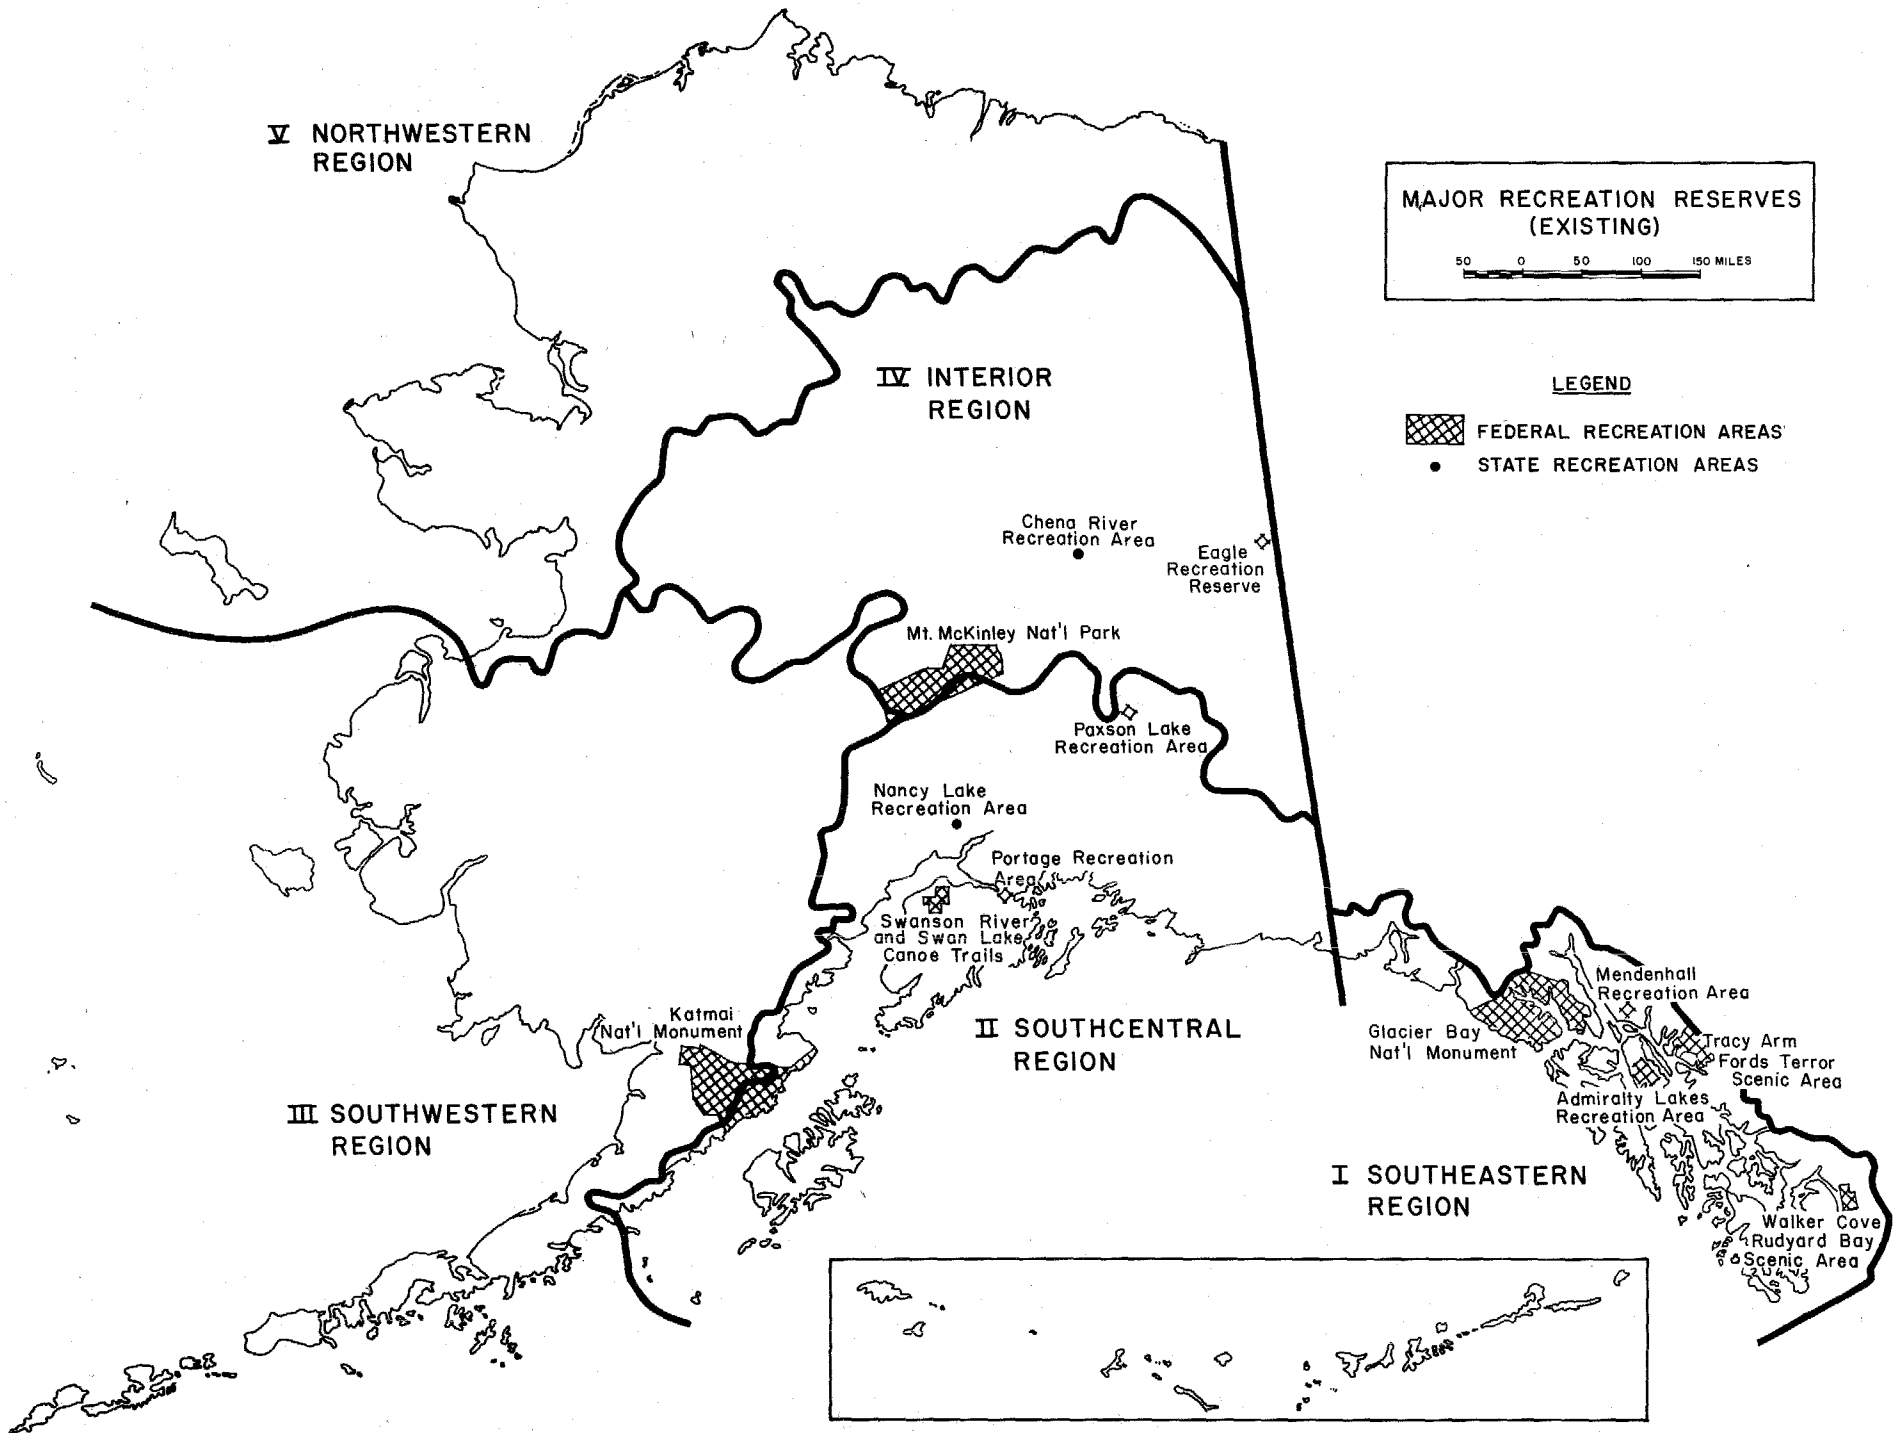 V NORTHWESTERN
REGION
MAJOR RECREATION RESERVES
(EXISTING)
50 0 50 100 150 MILES
IV INTERIOR
REGION
LEGEND
FEDERAL RECREATION AREAS
STATE RECREATION AREAS
Chena River
Recreation Area
Eagle
Recreation
Reserve
Mt. McKinley Nat'l Park
Paxson Lake
Recreation Area
Nancy Lake
Recreation Area
Portage Recreation
Area
Swanson River
and Swan Lake
Canoe Trails
Katmai
Nat'l Monument
II SOUTHCENTRAL
REGION
Mendenhall
Recreation Area
Glacier Bay
Nat'l Monument
Tracy Arm
Fords Terror
Scenic Area
Admiralty Lakes
Recreation Area
III SOUTHWESTERN
REGION
I SOUTHEASTERN
REGION
Walker Cove
Rudyard Bay
Scenic Area